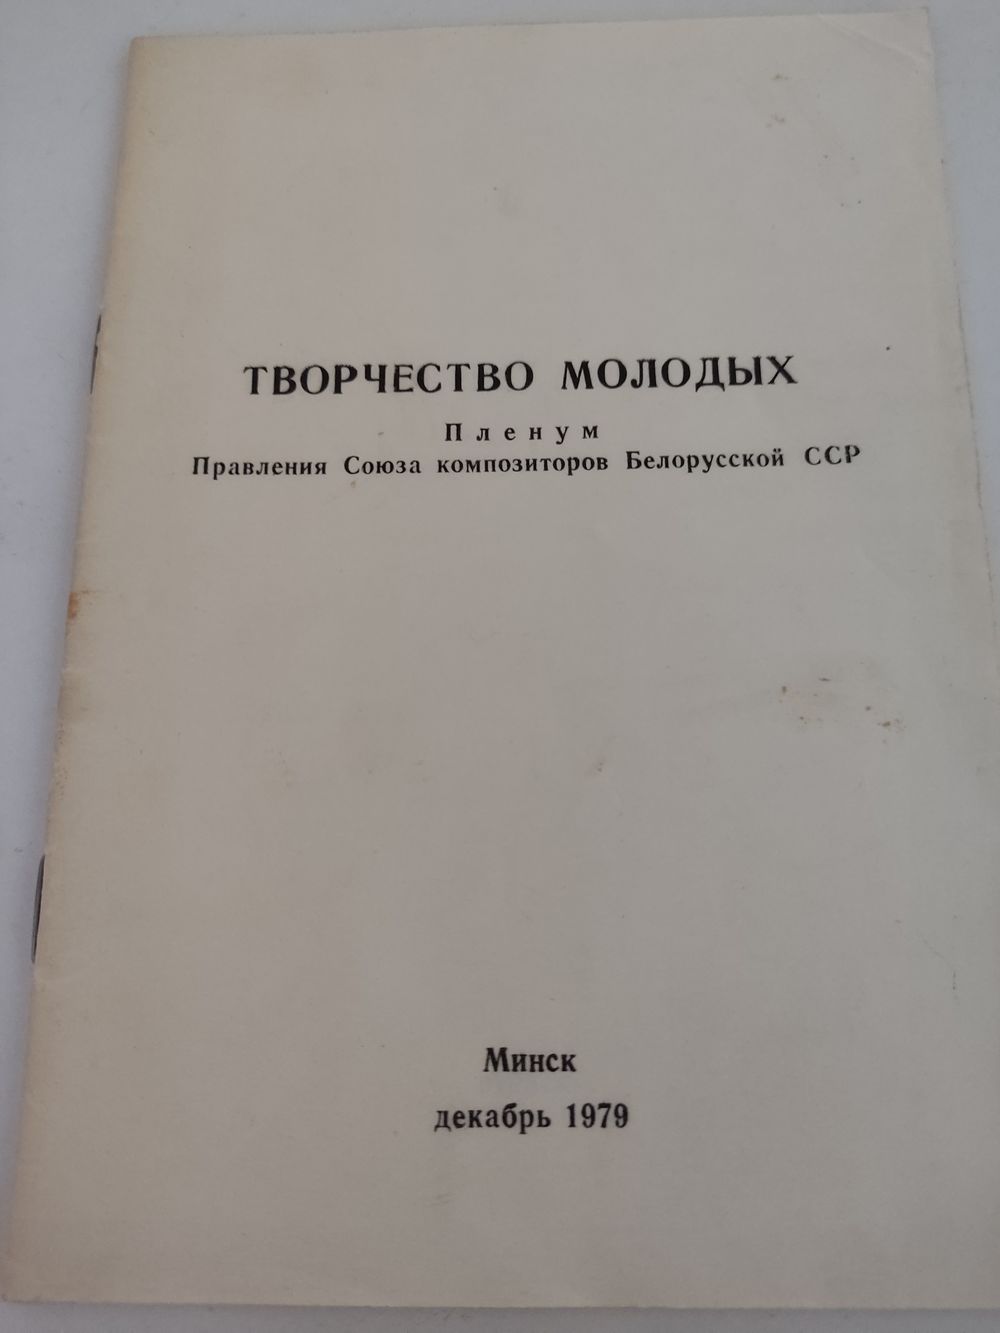 ТВОРЧЕСТВО МОЛОДЫХ
Пленум
Правления Союза композиторов Белорусской ССР
Минск
декабрь 1979